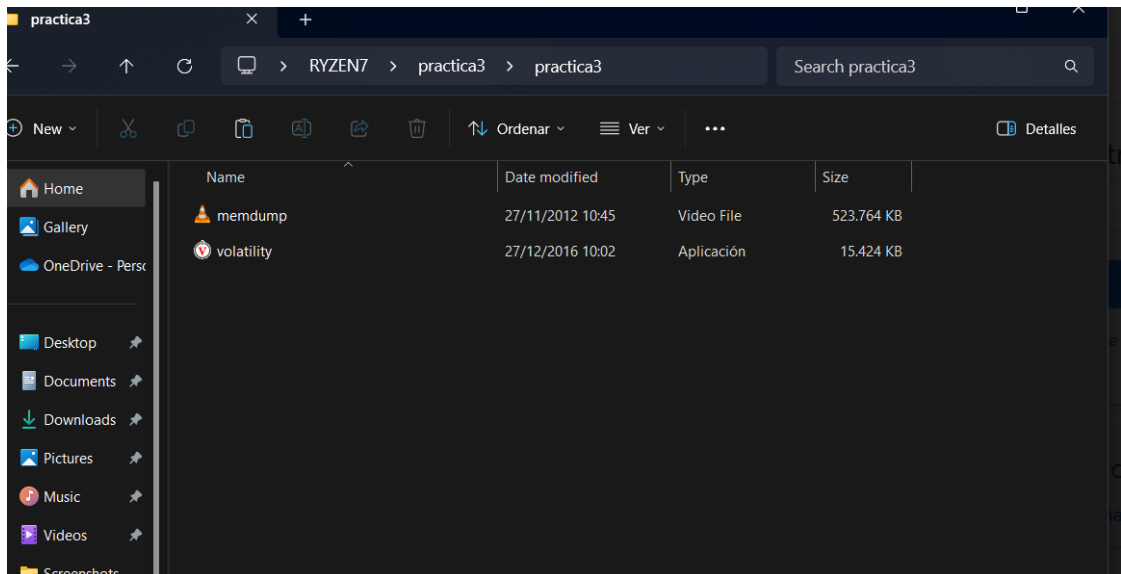 practica3
RYZEN7 > practica3 > practica3
Search practica3
New
Ordenar
Ver
Detalles
Name
Date modified
Type
Size
Home
memdump
27/11/2012 10:45
Video File
523.764 KB
Gallery
volatility
27/12/2016 10:02
Aplicación
15.424 KB
OneDrive - Perso
Desktop
Documents
Downloads
Pictures
Music
Videos
Screenshots